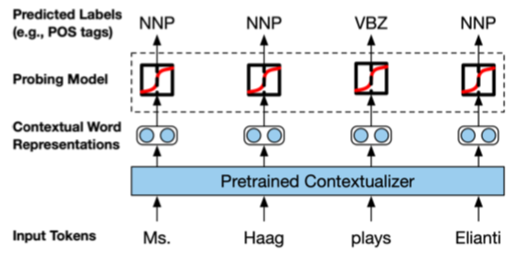 Predicted Labels NNP NNP VBZ NNP
(e.g., POS tags)
Probing Model
Contextual Word
Representations
Pretrained Contextualizer
Input Tokens Ms. Haag plays Elianti